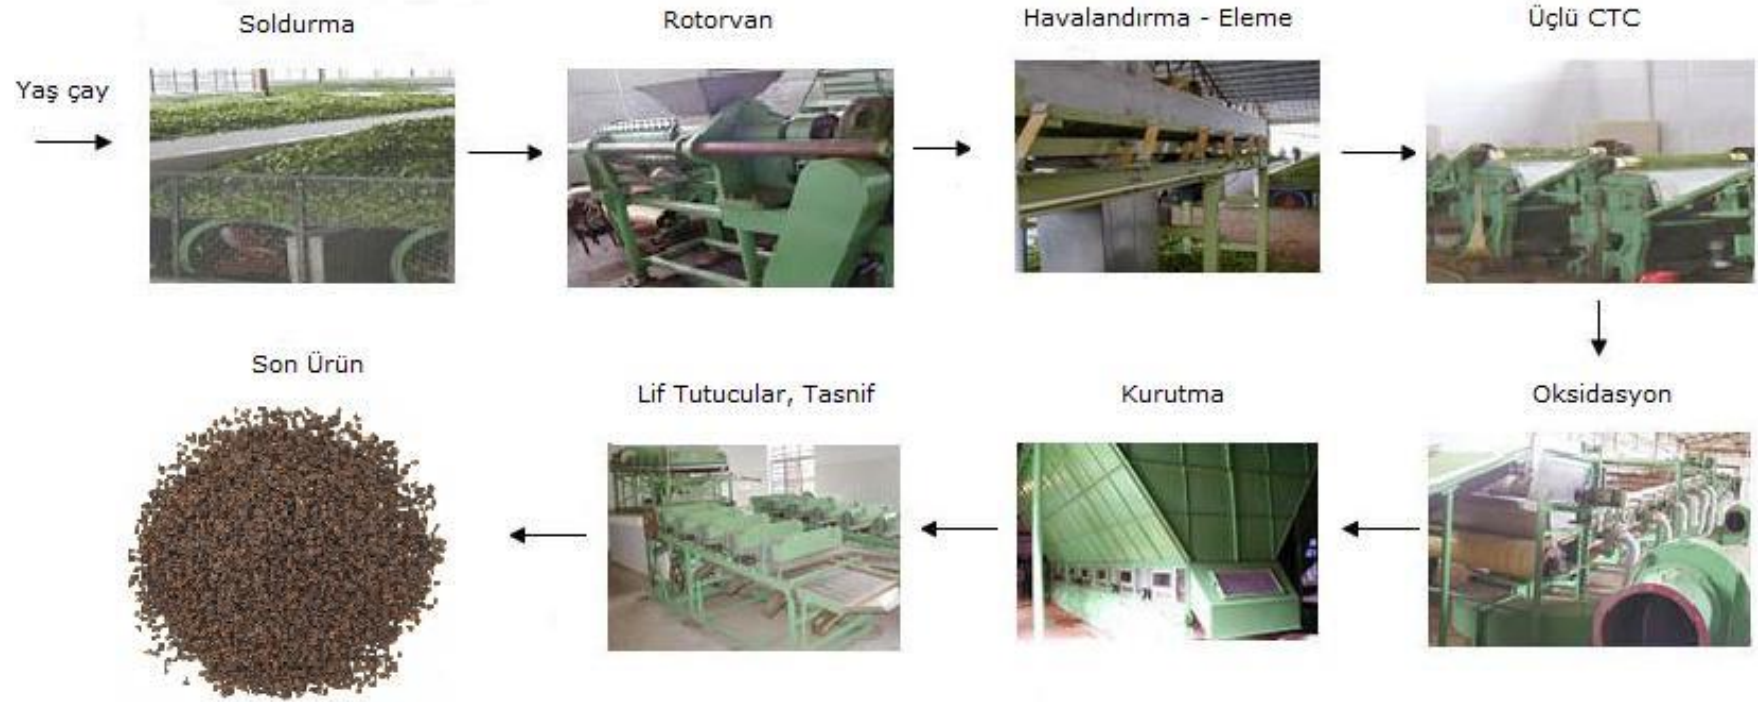 Yaş çay
Soldurma
Rotorvan
Havalandırma - Eleme
Üçlü CTC
Oksidasyon
Kurutma
Lif Tutucular, Tasnif
Son Ürün